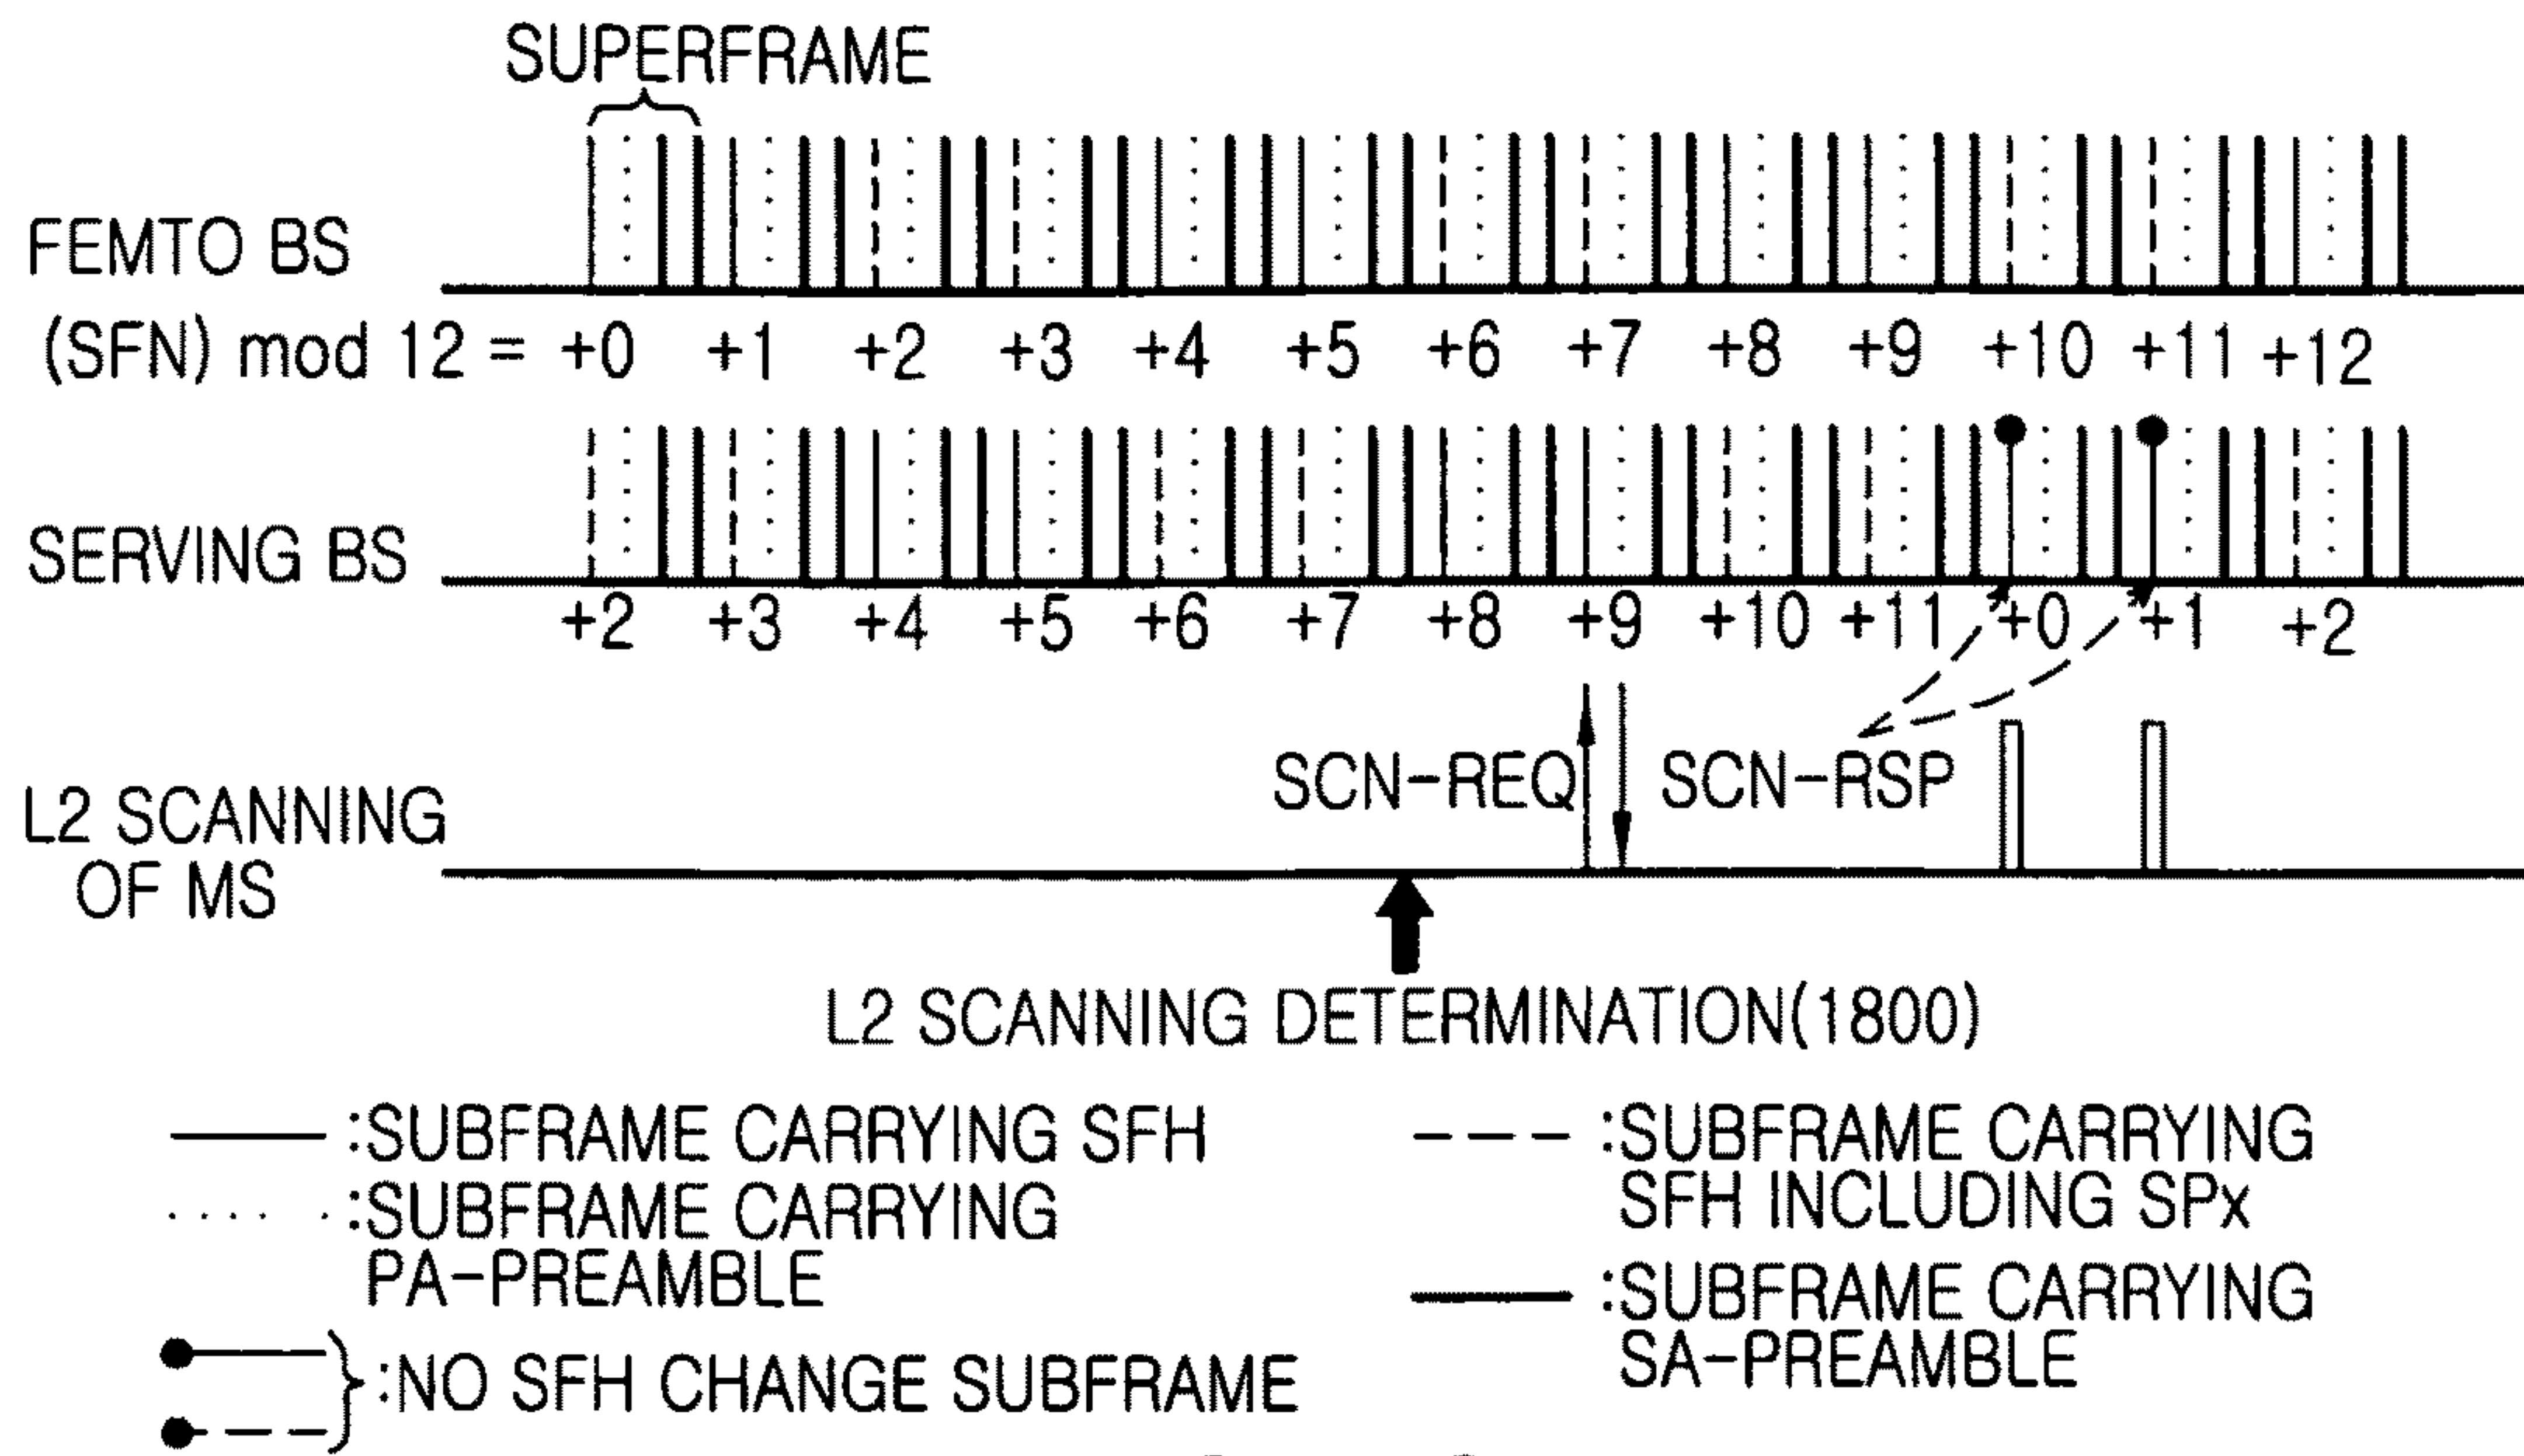 SUPERFRAME
FEMTO BS
(SFN) mod 12 = +0 +1 +2 +3 +4 +5 +6 +7 +8 +9 +10 +11 +12
SERVING BS
+2 +3 +4 +5 +6 +7 +8 +9 +10 +11 +0 +1 +2
SCN-REQ SCN-RSP
L2 SCANNING
OF MS
L2 SCANNING DETERMINATION(1800)
:SUBFRAME CARRYING SFH
:SUBFRAME CARRYING
PA-PREAMBLE
:NO SFH CHANGE SUBFRAME
:SUBFRAME CARRYING
SFH INCLUDING SPx
:SUBFRAME CARRYING
SA-PREAMBLE